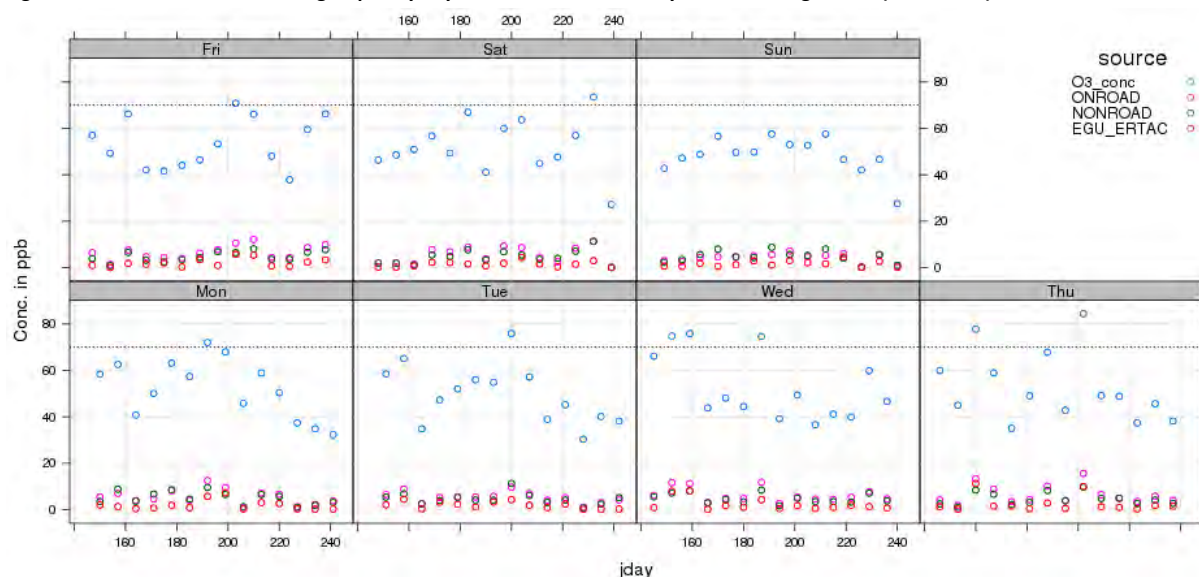 160 180 200 220 240
Fri Sat Sun
source
O3_conc
ONROAD
NONROAD
EGU_ERTAC
80
60
40
20
0
Conc. in ppb
Mon Tue Wed Thu
80
60
40
20
0
160 180 200 220 240 160 180 200 220 240
jday